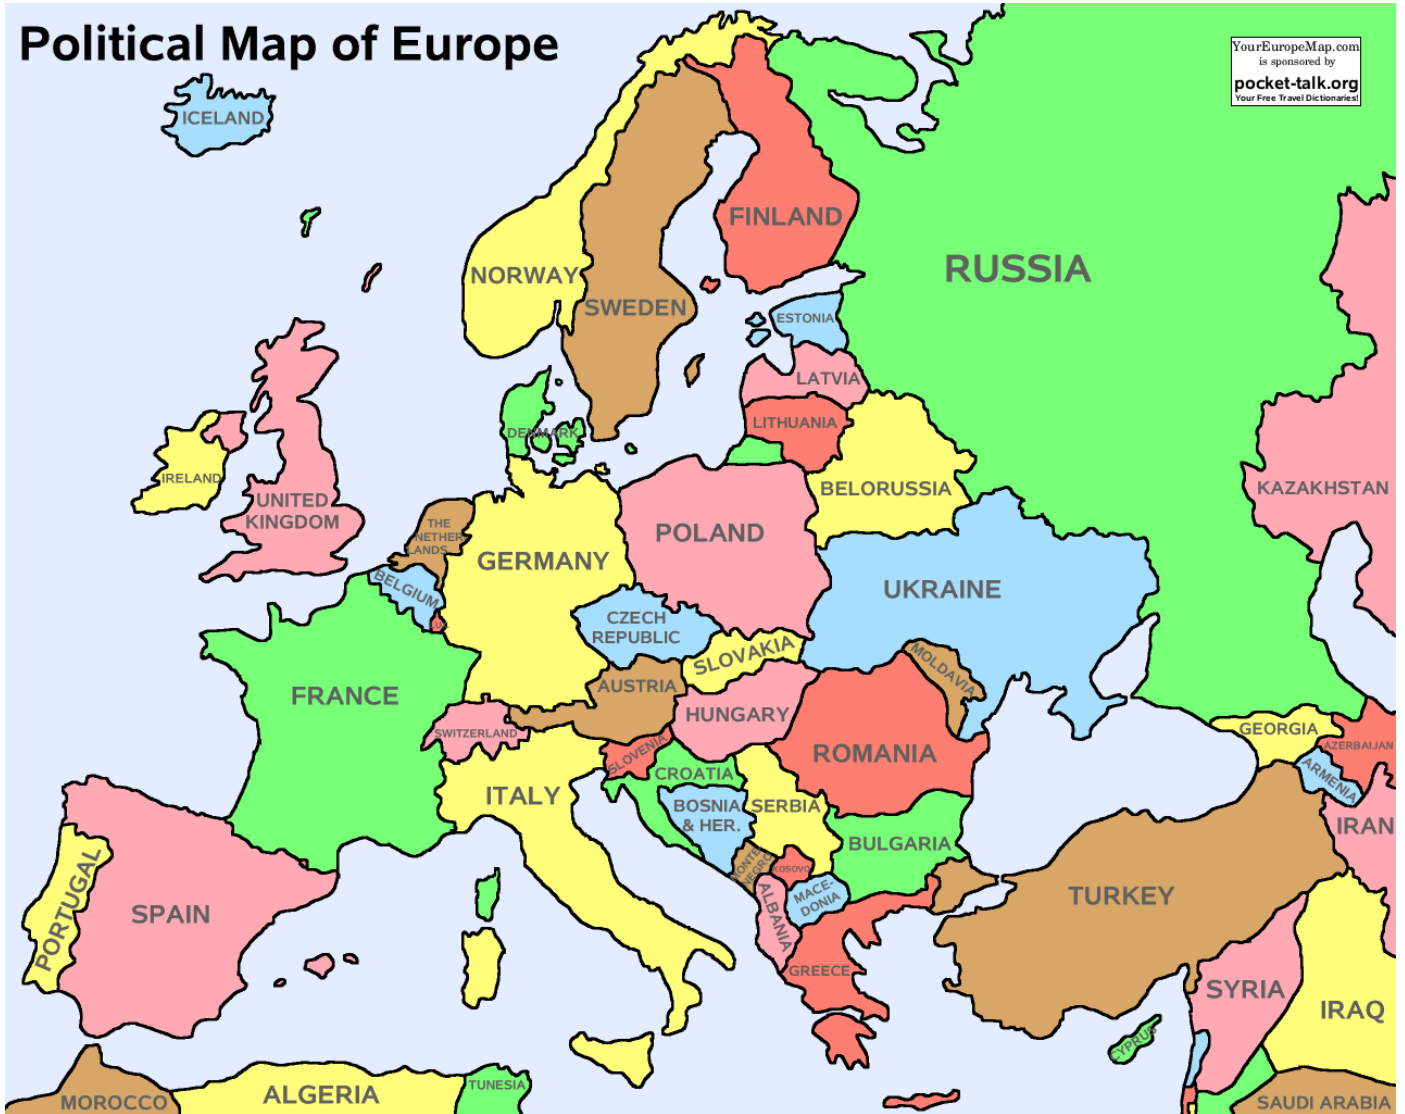 Political Map of Europe
YourEuropeMap.com
is sponsored by
pocket-talk.org
Your Free Travel Dictionaries!
ICELAND
FINLAND
RUSSIA
NORWAY
SWEDEN
ESTONIA
LATVIA
LITHUANIA
DENMARK
IRELAND
UNITED
KINGDOM
THE
NETHER
LANDS
BELORUSSIA
KAZAKHSTAN
POLAND
GERMANY
BELGIUM
LUX.
UKRAINE
CZECH
REPUBLIC
SLOVAKIA
MOLDAVIA
FRANCE
AUSTRIA
HUNGARY
SWITZERLAND
SLOVENIA
ROMANIA
GEORGIA
AZERBAIJAN
ARMENIA
CROATIA
ITALY
BOSNIA
& HER.
SERBIA
BULGARIA
IRAN
MONTE
NEGRO
KOSOVO
MACE-
DONIA
ALBANIA
PORTUGAL
SPAIN
TURKEY
GREECE
SYRIA
IRAQ
CYPRUS
MOROCCO
ALGERIA
TUNESIA
SAUDI ARABIA